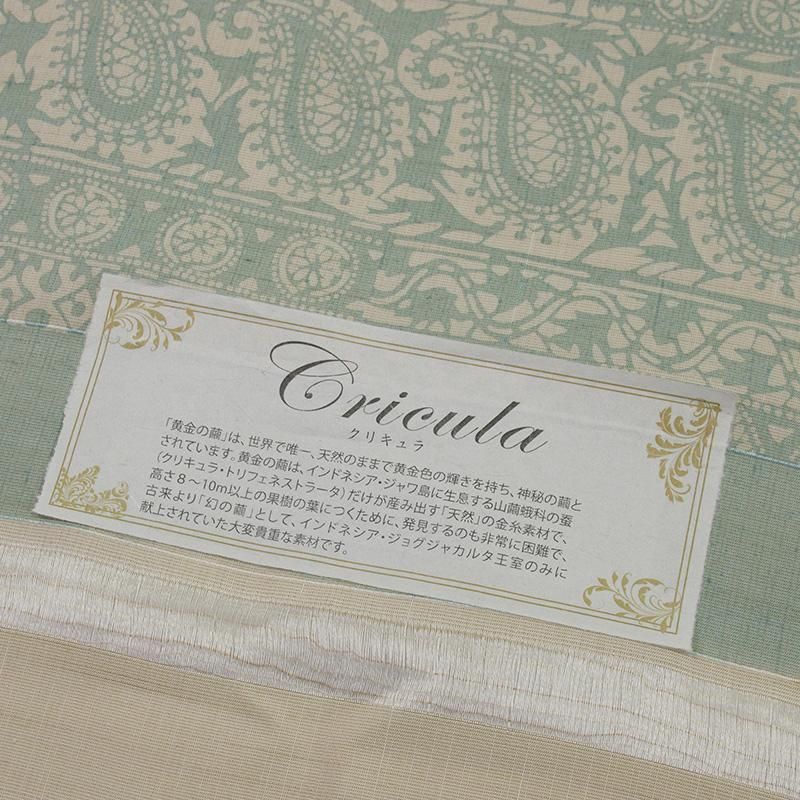 Cricula
クリキュラ
「黄金の繭」は、世界で唯一、天然のままで黄金色の輝きを持ち、神秘の繭と
されています。黄金の繭は、インドネシア・ジャワ島に生息する山繭蛾科の蚕
(クリキュラ・トリフェネストラータ)だけが産み出す「天然」の金糸素材で、
高さ8～10m以上の果樹の葉につくために、発見するのも非常に困難で、
古来より「幻の繭」として、インドネシア・ジョグジャカルタ王室のみに
献上されていた大変貴重な素材です。